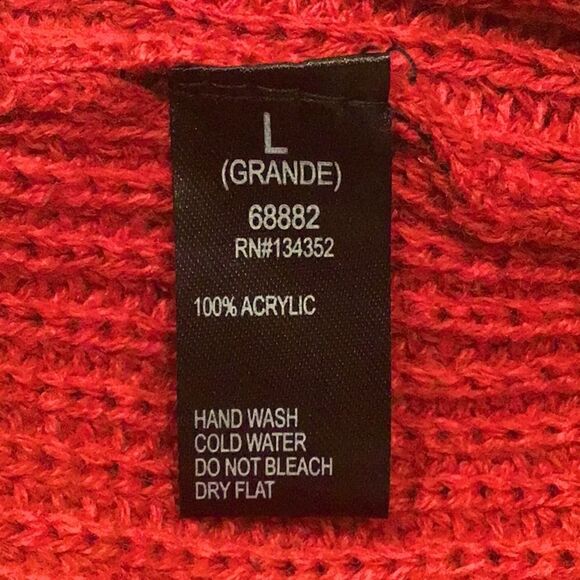 L
(GRANDE)
68882
RN#134352
100% ACRYLIC
HAND WASH
COLD WATER
DO NOT BLEACH
DRY FLAT